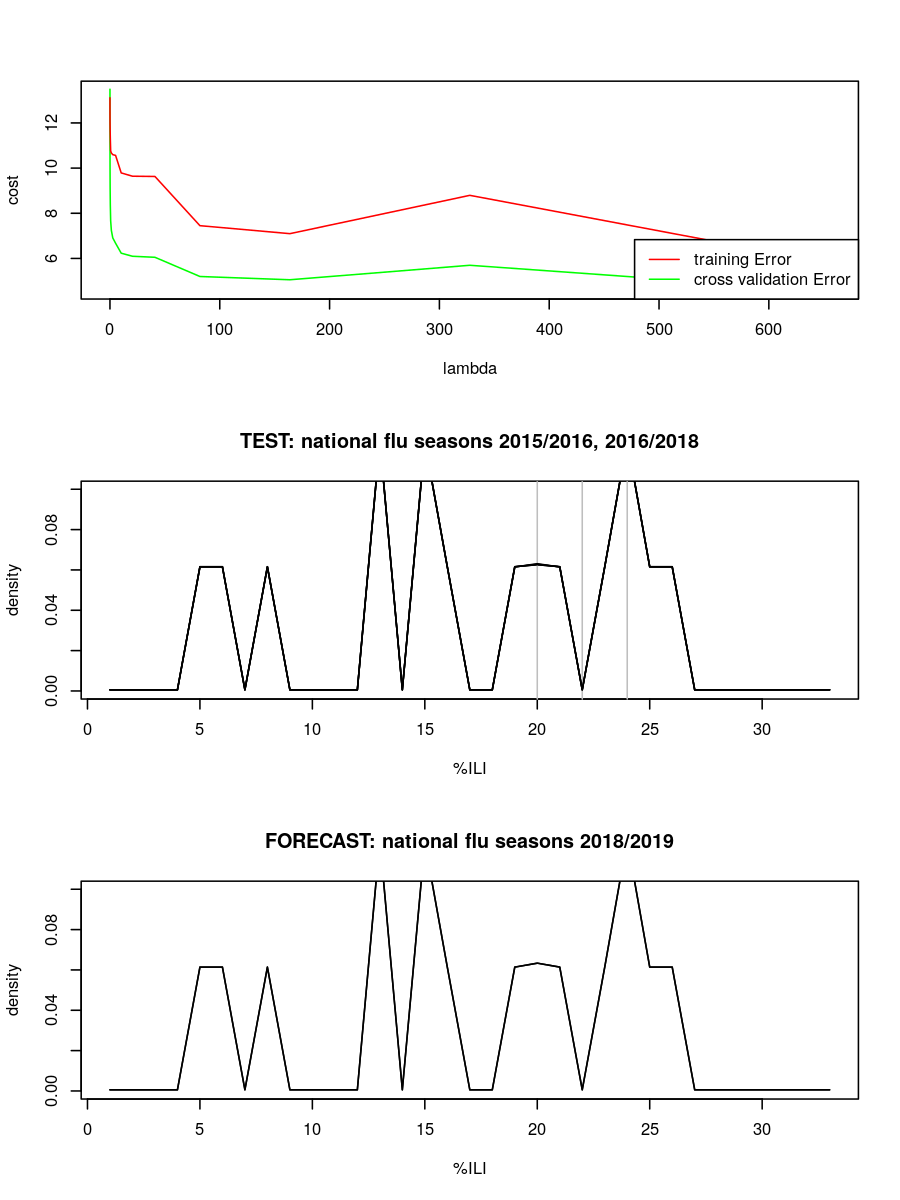 cost
12
10
8
6
training Error
cross validation Error
0 100 200 300 400 500 600
lambda
TEST: national flu seasons 2015/2016, 2016/2018
density
0.08
0.04
0.00
0 5 10 15 20 25 30
%ILI
FORECAST: national flu seasons 2018/2019
density
0.08
0.04
0.00
0 5 10 15 20 25 30
%ILI